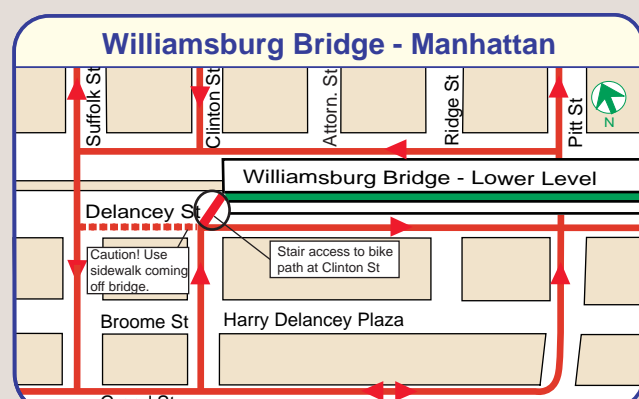 Williamsburg Bridge - Manhattan
Suffolk St
Clinton St
Attorn. St
Ridge St
Pitt St
N
Williamsburg Bridge - Lower Level
Delancey St
Caution! Use
sidewalk coming
off bridge.
Stair access to bike
path at Clinton St
Broome St
Harry Delancey Plaza